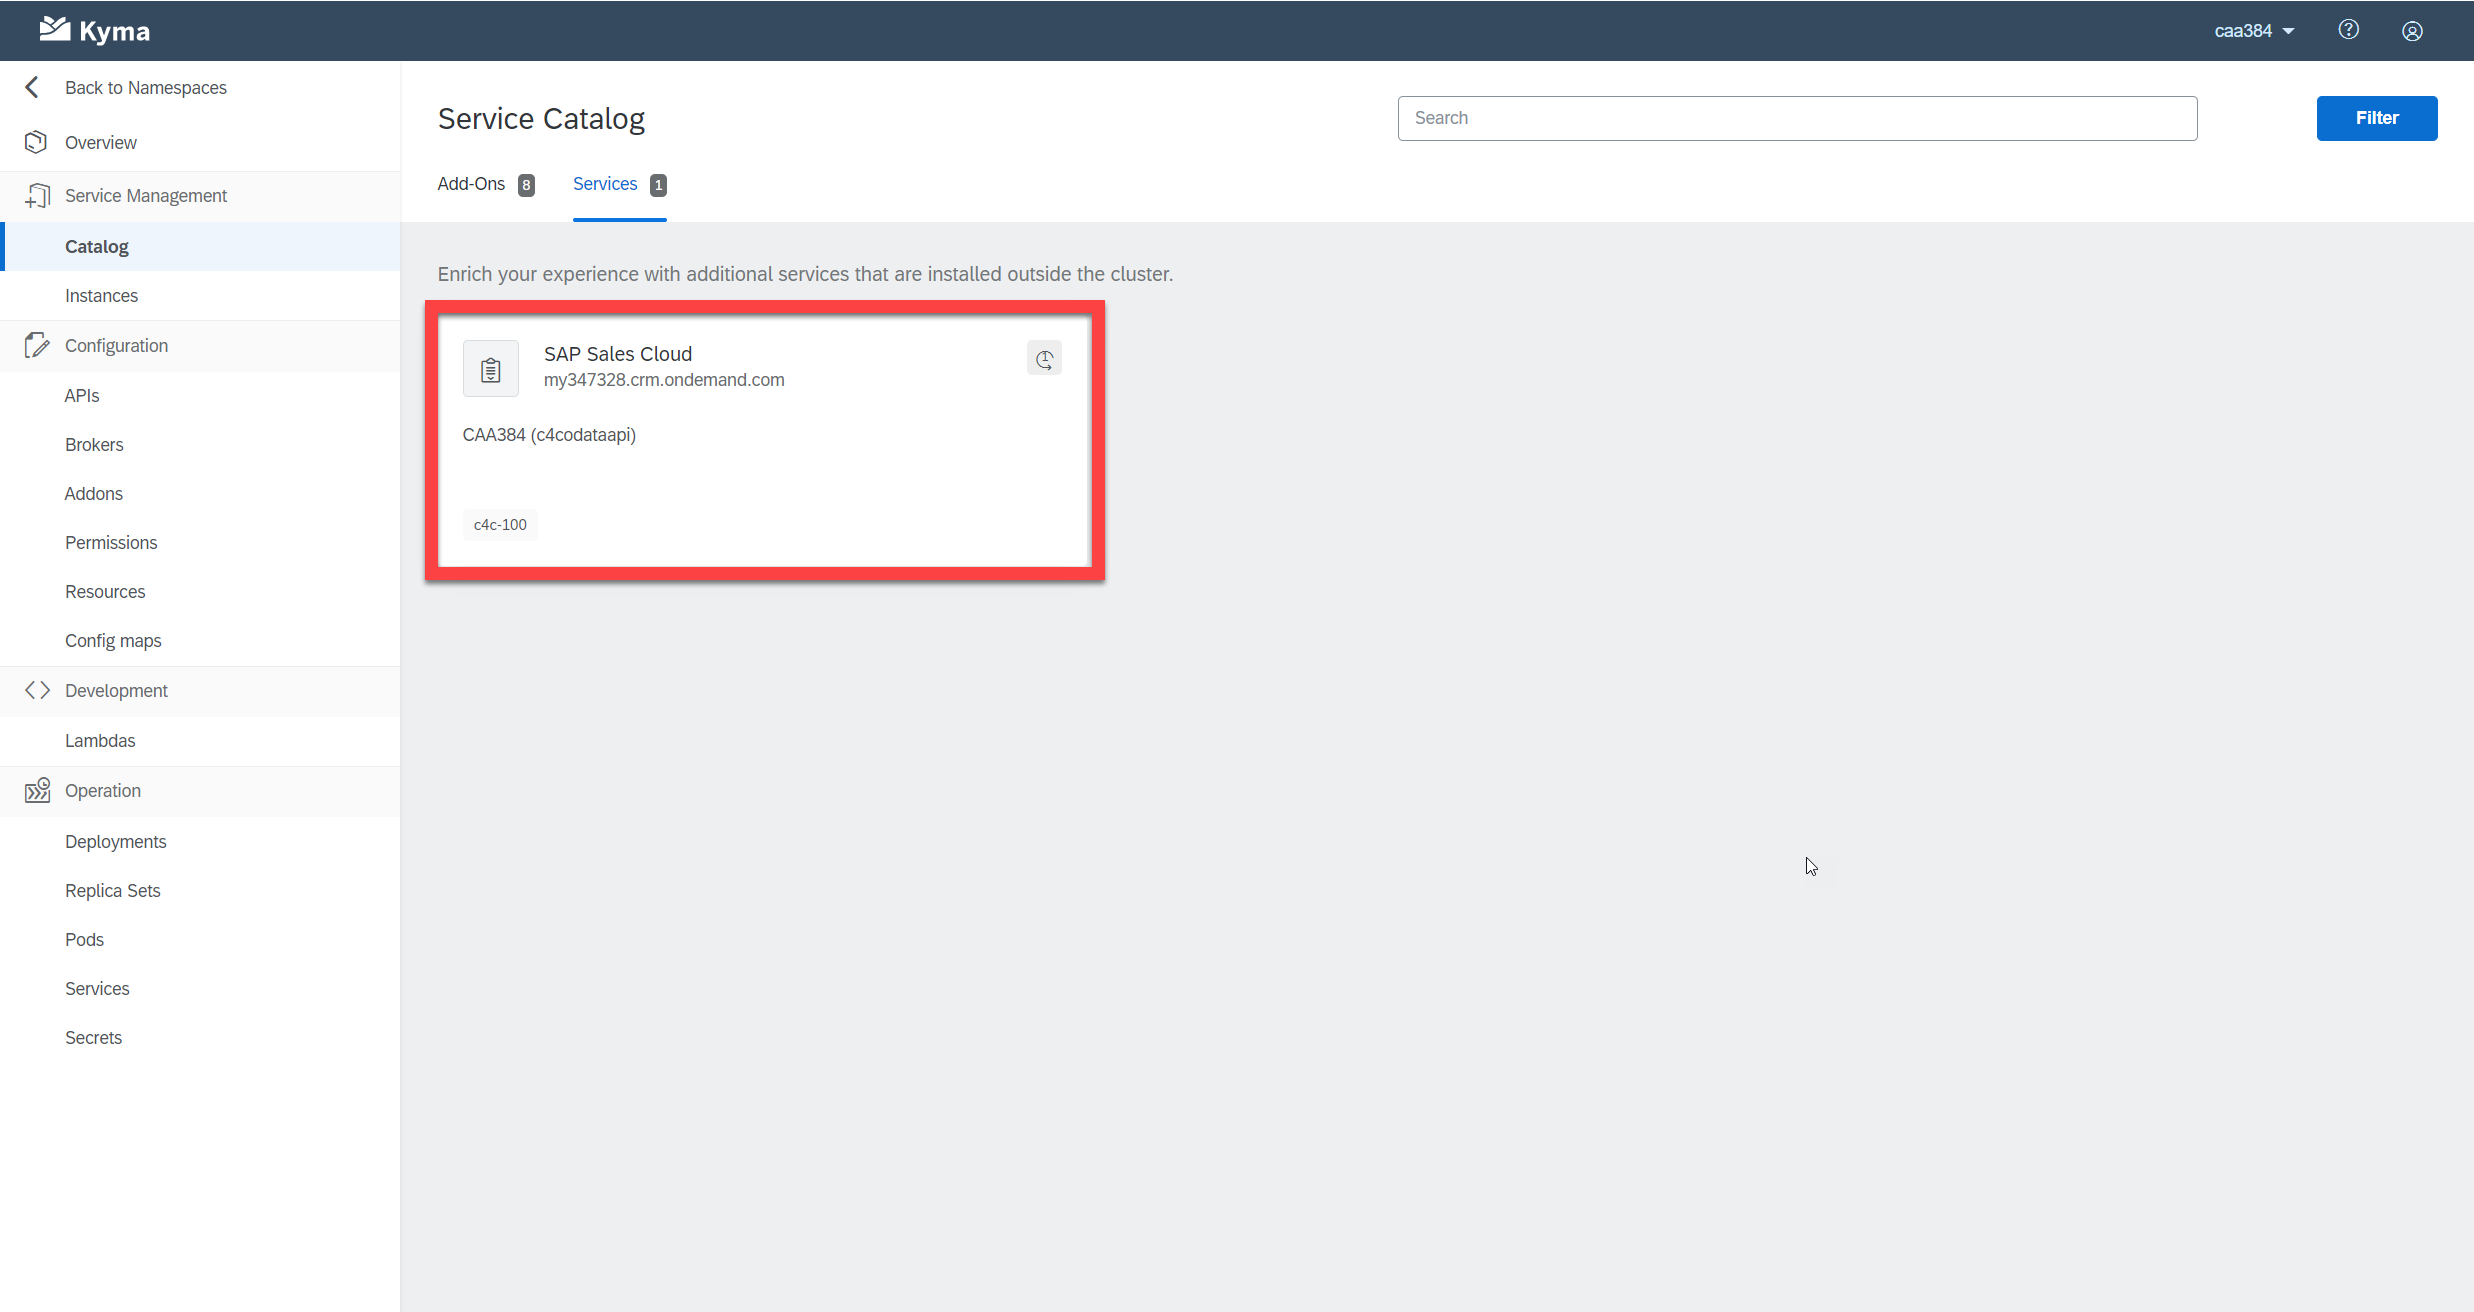 Kyma
caa384
Back to Namespaces
Overview
Service Management
Catalog
Instances
Configuration
APIs
Brokers
Addons
Permissions
Resources
Config maps
Development
Lambdas
Operation
Deployments
Replica Sets
Pods
Services
Secrets
Service Catalog
Search
Filter
Add-Ons 8
Services 1
Enrich your experience with additional services that are installed outside the cluster.
SAP Sales Cloud
my347328.crm.ondemand.com
1
CAA384 (c4codataapi)
c4c-100